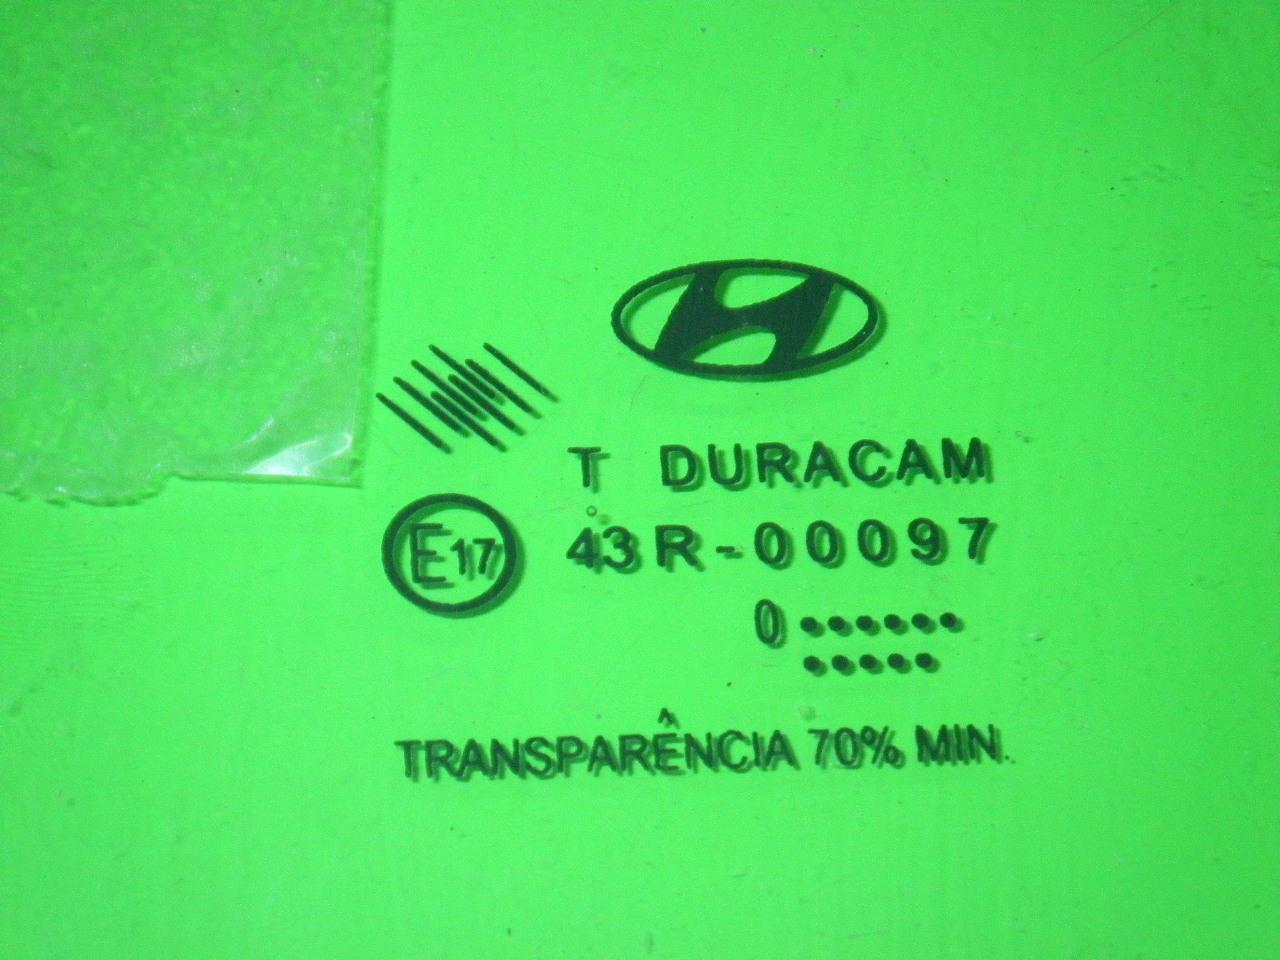 T DURACAM
E17 43R-00097
0
TRANSPARÊNCIA 70% MIN.